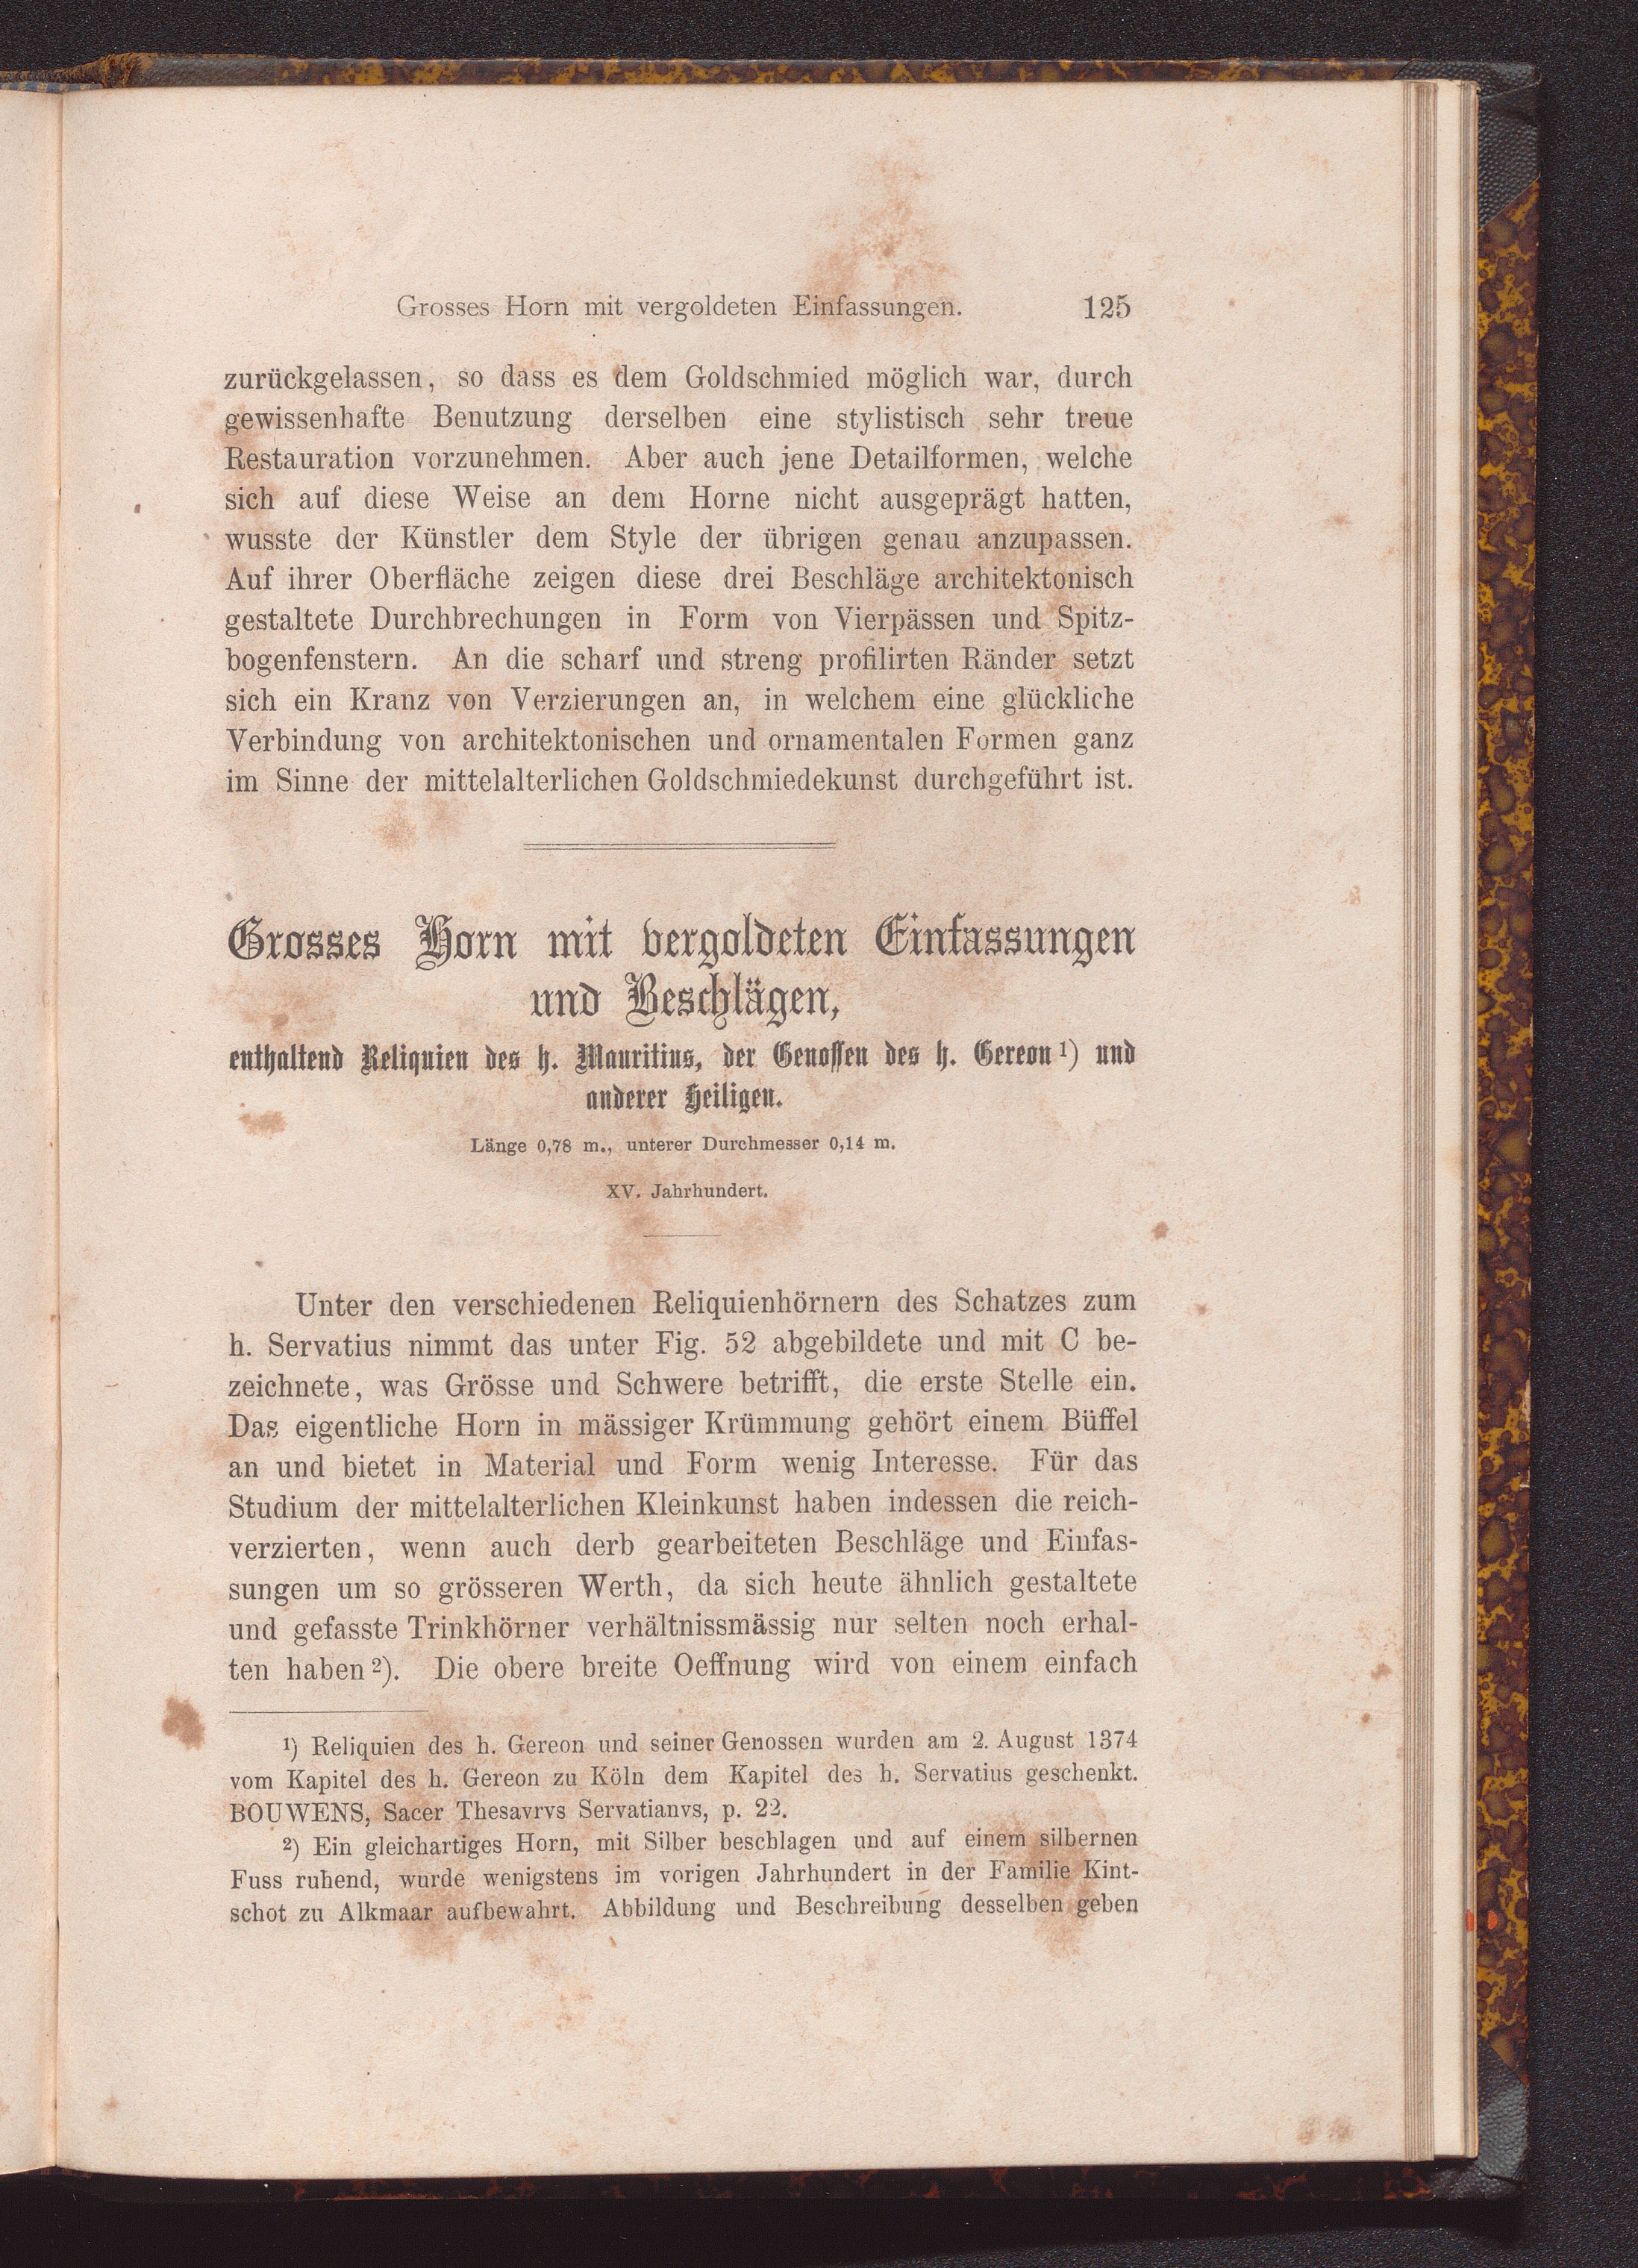 Grosses Horn mit vergoldeten Einfassungen. 125
zurückgelassen, so dass es dem Goldschmied möglich war, durch
gewissenhafte Benutzung derselben eine stylistisch sehr treue
Restauration vorzunehmen. Aber auch jene Detailformen, welche
sich auf diese Weise an dem Horne nicht ausgeprägt hatten,
wusste der Künstler dem Style der übrigen genau anzupassen.
Auf ihrer Oberfläche zeigen diese drei Beschläge architektonisch
gestaltete Durchbrechungen in Form von Vierpässen und Spitz-
bogenfenstern. An die scharf und streng profilirten Ränder setzt
sich ein Kranz von Verzierungen an, in welchem eine glückliche
Verbindung von architektonischen und ornamentalen Formen ganz
im Sinne der mittelalterlichen Goldschmiedekunst durchgeführt ist.
Grosses Horn mit vergoldeten Einfassungen
und Beschlägen,
enthaltend Reliquien des h. Mauritius, der Genossen des h. Gereon ¹) und
anderer Heiligen.
Länge 0,78 m., unterer Durchmesser 0,14 m.
XV. Jahrhundert.
Unter den verschiedenen Reliquienhörnern des Schatzes zum
h. Servatius nimmt das unter Fig. 52 abgebildete und mit C be-
zeichnete, was Grösse und Schwere betrifft, die erste Stelle ein.
Das eigentliche Horn in mässiger Krümmung gehört einem Büffel
an und bietet in Material und Form wenig Interesse. Für das
Studium der mittelalterlichen Kleinkunst haben indessen die reich-
verzierten, wenn auch derb gearbeiteten Beschläge und Einfas-
sungen um so grösseren Werth, da sich heute ähnlich gestaltete
und gefasste Trinkhörner verhältnissmässig nur selten noch erhal-
ten haben ²). Die obere breite Oeffnung wird von einem einfach
¹) Reliquien des h. Gereon und seiner Genossen wurden am 2. August 1374
vom Kapitel des h. Gereon zu Köln dem Kapitel des h. Servatius geschenkt.
BOUWENS, Sacer Thesavrvs Servatianvs, p. 22.
²) Ein gleichartiges Horn, mit Silber beschlagen und auf einem silbernen
Fuss ruhend, wurde wenigstens im vorigen Jahrhundert in der Familie Kint-
schot zu Alkmaar aufbewahrt. Abbildung und Beschreibung desselben geben